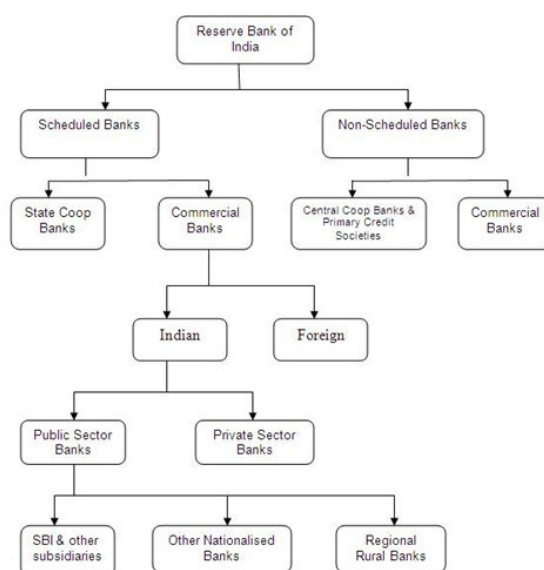 Reserve Bank of
India
Scheduled Banks
Non-Scheduled Banks
State Coop
Banks
Commercial
Banks
Central Coop Banks &
Primary Credit
Societies
Commercial
Banks
Indian
Foreign
Public Sector
Banks
Private Sector
Banks
SBI & other
subsidiaries
Other Nationalised
Banks
Regional
Rural Banks